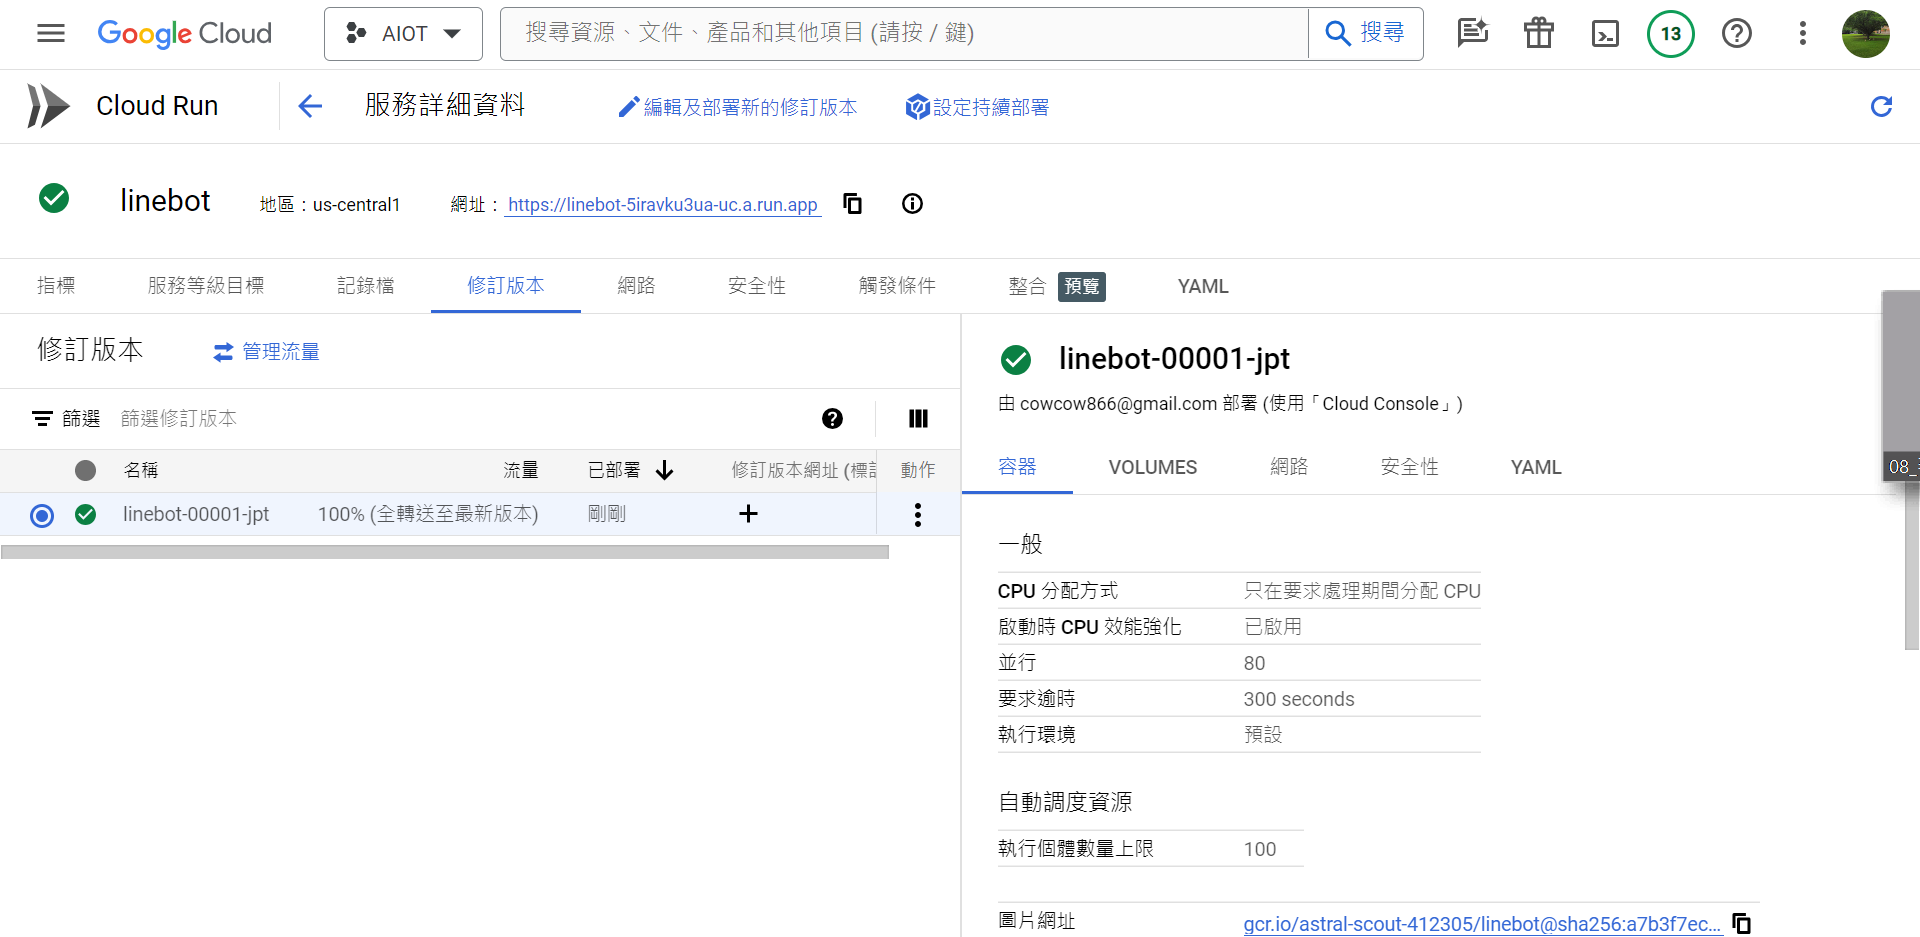 Google Cloud
AIOT
搜尋資源、文件、產品和其他項目 (請按 / 鍵)
搜尋
13
Cloud Run
服務詳細資料
編輯及部署新的修訂版本
設定持續部署
linebot
地區：us-central1
網址：
https://linebot-5iravku3ua-uc.a.run.app
指標
服務等級目標
記錄檔
修訂版本
網路
安全性
觸發條件
整合 預覽
YAML
修訂版本
管理流量
篩選 篩選修訂版本
名稱
流量
已部署
修訂版本網址 (標
動作
linebot-00001-jpt
100% (全轉送至最新版本)
剛剛
linebot-00001-jpt
由 cowcow866@gmail.com 部署 (使用「Cloud Console」)
容器
VOLUMES
網路
安全性
YAML
一般
CPU 分配方式 只在要求處理期間分配 CPU
啟動時 CPU 效能強化 已啟用
並行 80
要求逾時 300 seconds
執行環境 預設
自動調度資源
執行個體數量上限 100
圖片網址 gcr.io/astral-scout-412305/linebot@sha256:a7b3f7ec...
08_